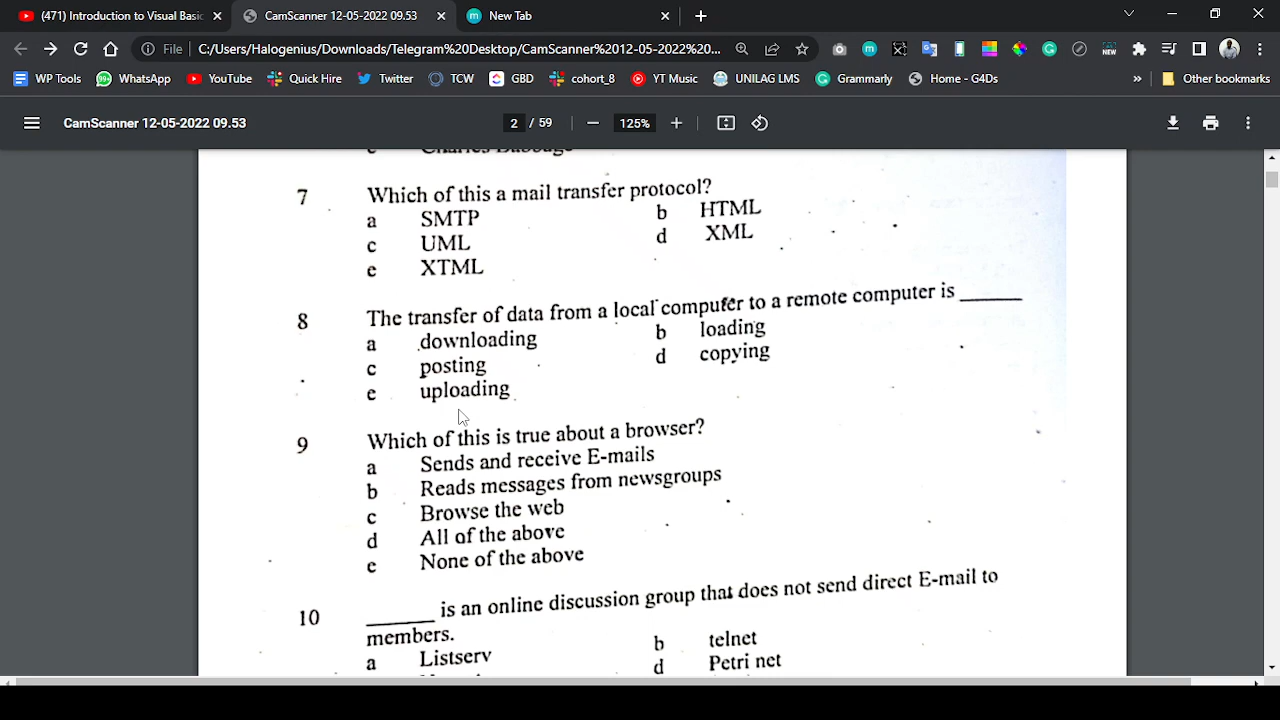 (471) Introduction to Visual Basic
CamScanner 12-05-2022 09.53
New Tab
File
C:/Users/Halogenius/Downloads/Telegram%20Desktop/CamScanner%2012-05-2022%20...
NEW
WP Tools
WhatsApp
YouTube
Quick Hire
Twitter
TCW
GBD
cohort_8
YT Music
UNILAG LMS
Grammarly
Home - G4Ds
»
Other bookmarks
CamScanner 12-05-2022 09.53
2 / 59
125%
e Charles Babbage
7 Which of this a mail transfer protocol?
a SMTP b HTML
c UML d XML
e XTML
8 The transfer of data from a local computer to a remote computer is ______
a downloading b loading
c posting d copying
e uploading
9 Which of this is true about a browser?
a Sends and receive E-mails
b Reads messages from newsgroups
c Browse the web
d All of the above
e None of the above
10 ______ is an online discussion group that does not send direct E-mail to
members.
a Listserv b telnet
d Petri net